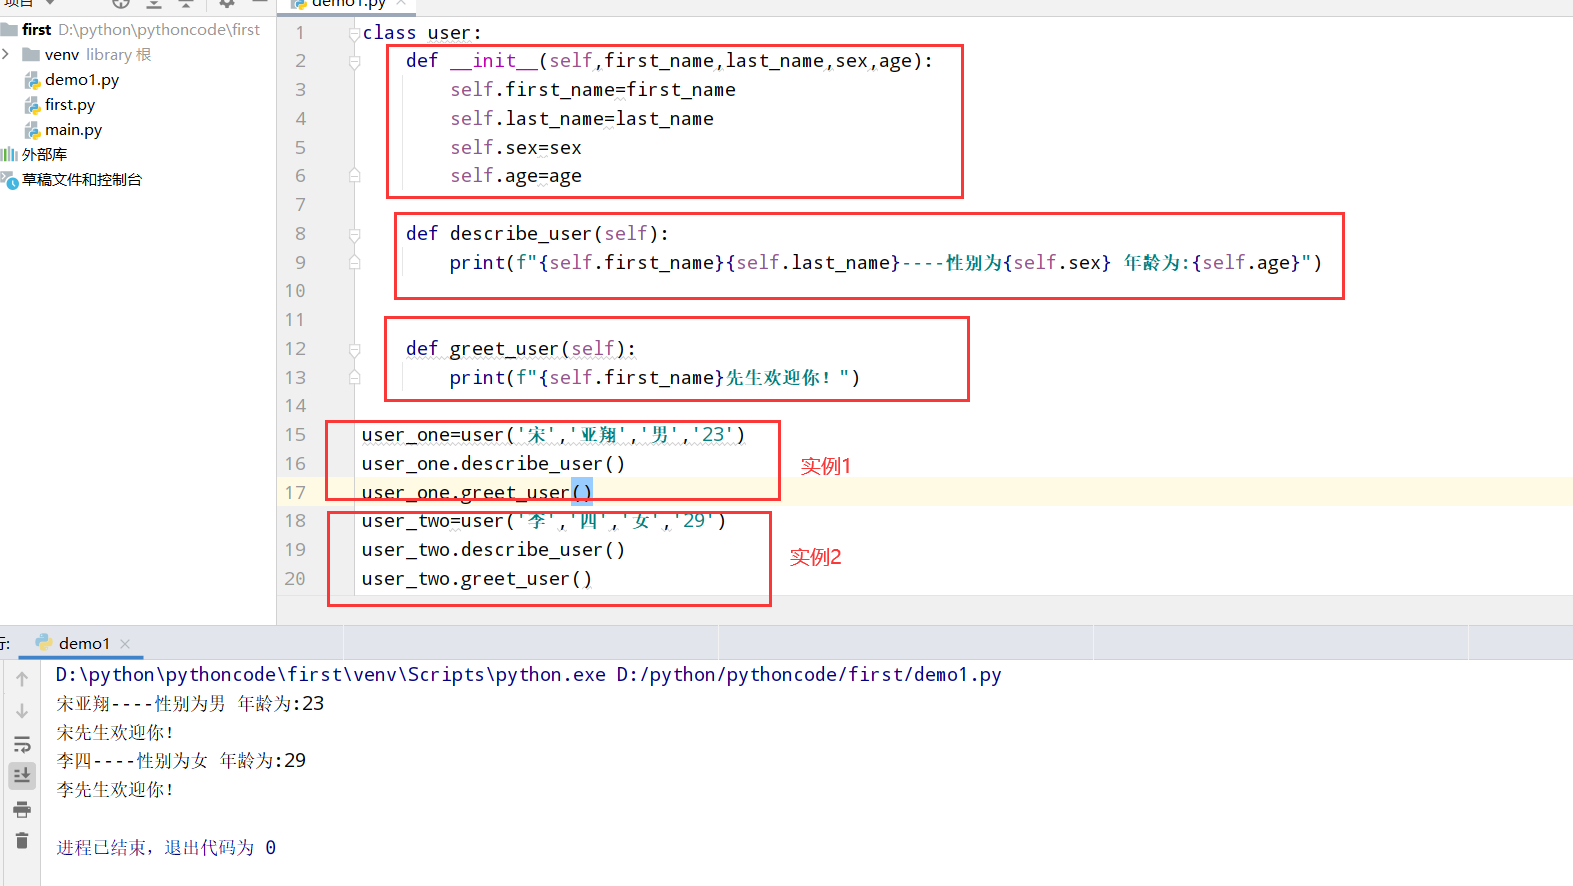 项目
demo1.py
first D:\python\pythoncode\first
venv library 根
demo1.py
first.py
main.py
外部库
草稿文件和控制台
1 class user:
2 def __init__(self,first_name,last_name,sex,age):
3 self.first_name=first_name
4 self.last_name=last_name
5 self.sex=sex
6 self.age=age
7
8 def describe_user(self):
9 print(f"{self.first_name}{self.last_name}----性别为{self.sex} 年龄为:{self.age}")
10
11
12 def greet_user(self):
13 print(f"{self.first_name}先生欢迎你！")
14
15 user_one=user('宋','亚翔','男','23')
16 user_one.describe_user()
实例1
17 user_one.greet_user()
18 user_two=user('李','四','女','29')
19 user_two.describe_user()
实例2
20 user_two.greet_user()
行: demo1
D:\python\pythoncode\first\venv\Scripts\python.exe D:/python/pythoncode/first/demo1.py
宋亚翔----性别为男 年龄为:23
宋先生欢迎你！
李四----性别为女 年龄为:29
李先生欢迎你！
进程已结束，退出代码为 0